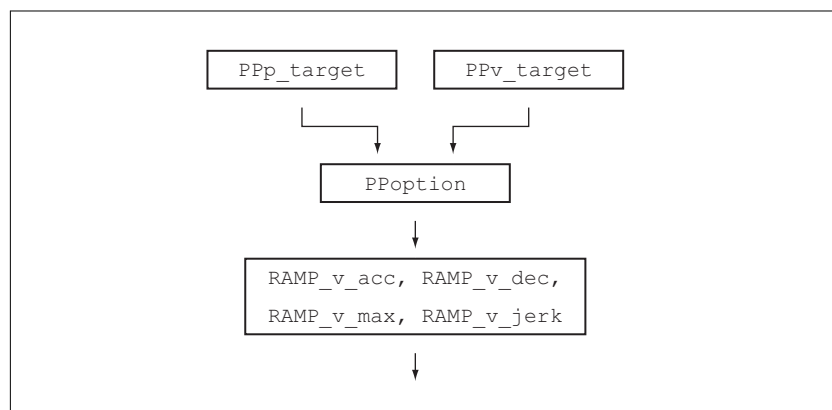 PPp_target
PPv_target
PPoption
RAMP_v_acc, RAMP_v_dec,
RAMP_v_max, RAMP_v_jerk